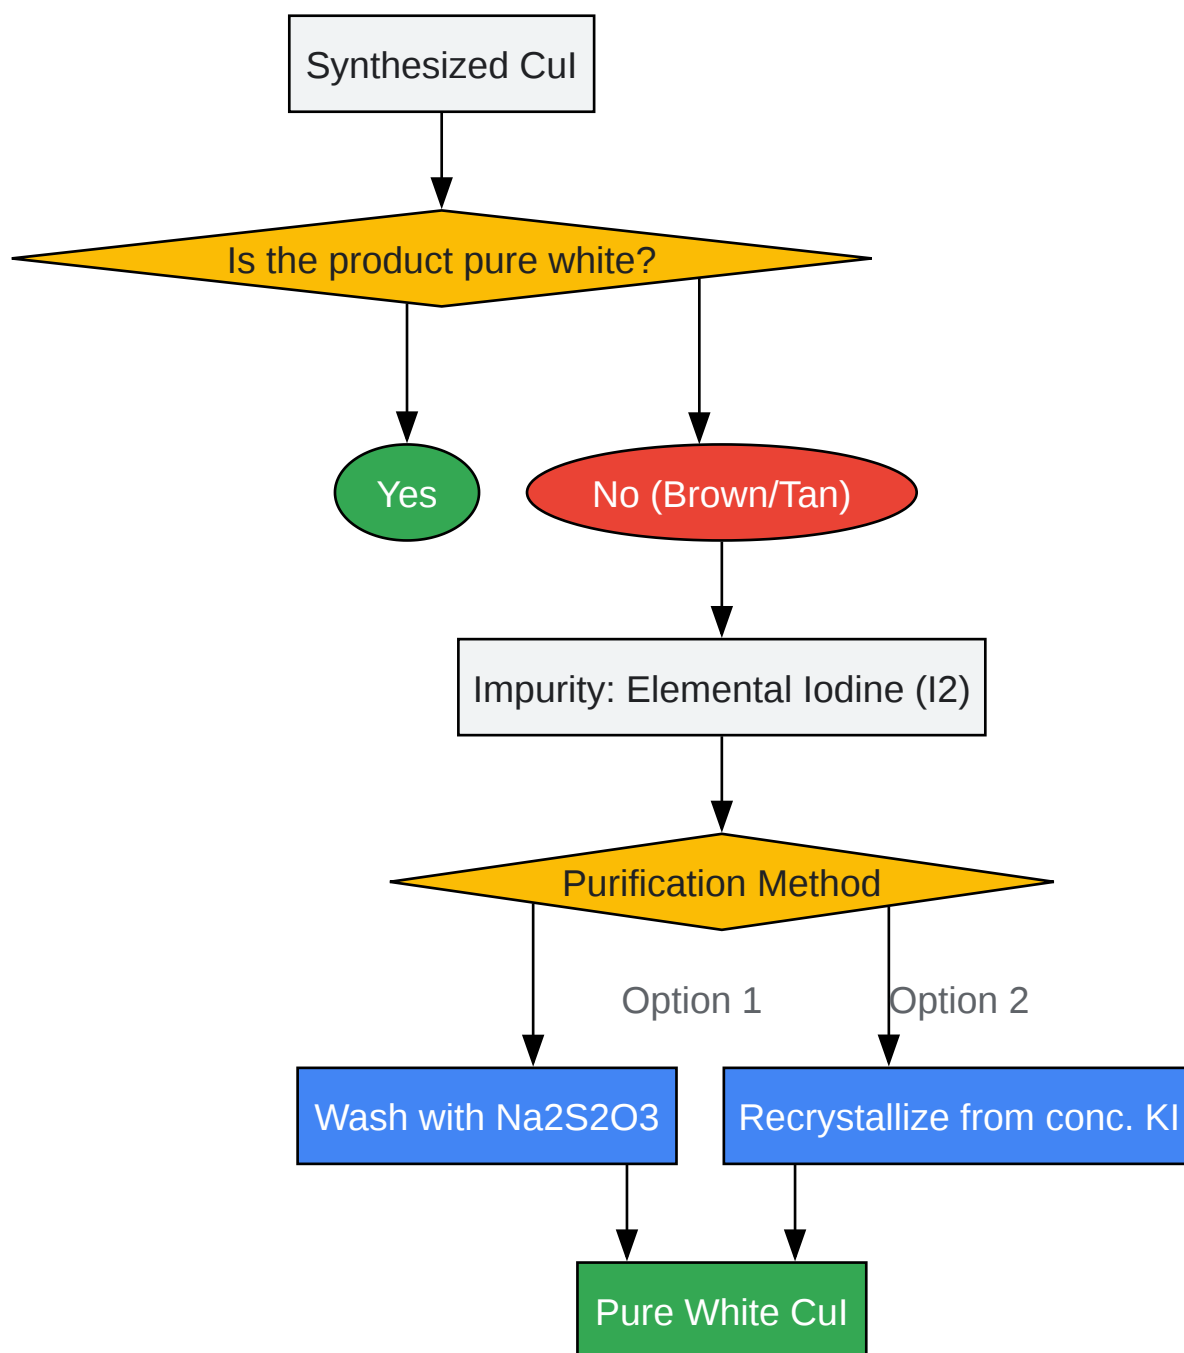 Synthesized CuI
Is the product pure white?
Yes
No (Brown/Tan)
Impurity: Elemental Iodine (I2)
Purification Method
Option 1
Option 2
Wash with Na2S2O3
Recrystallize from conc. KI
Pure White CuI